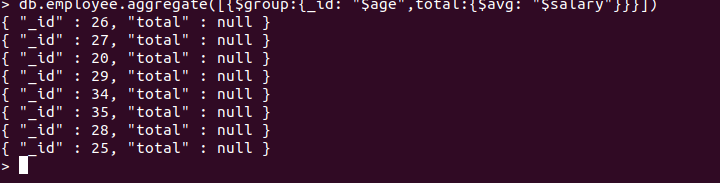 > db.employee.aggregate([{$group:{_id: "$age",total:{$avg: "$salary"}}}])
{ "_id" : 26, "total" : null }
{ "_id" : 27, "total" : null }
{ "_id" : 20, "total" : null }
{ "_id" : 29, "total" : null }
{ "_id" : 34, "total" : null }
{ "_id" : 35, "total" : null }
{ "_id" : 28, "total" : null }
{ "_id" : 25, "total" : null }
>